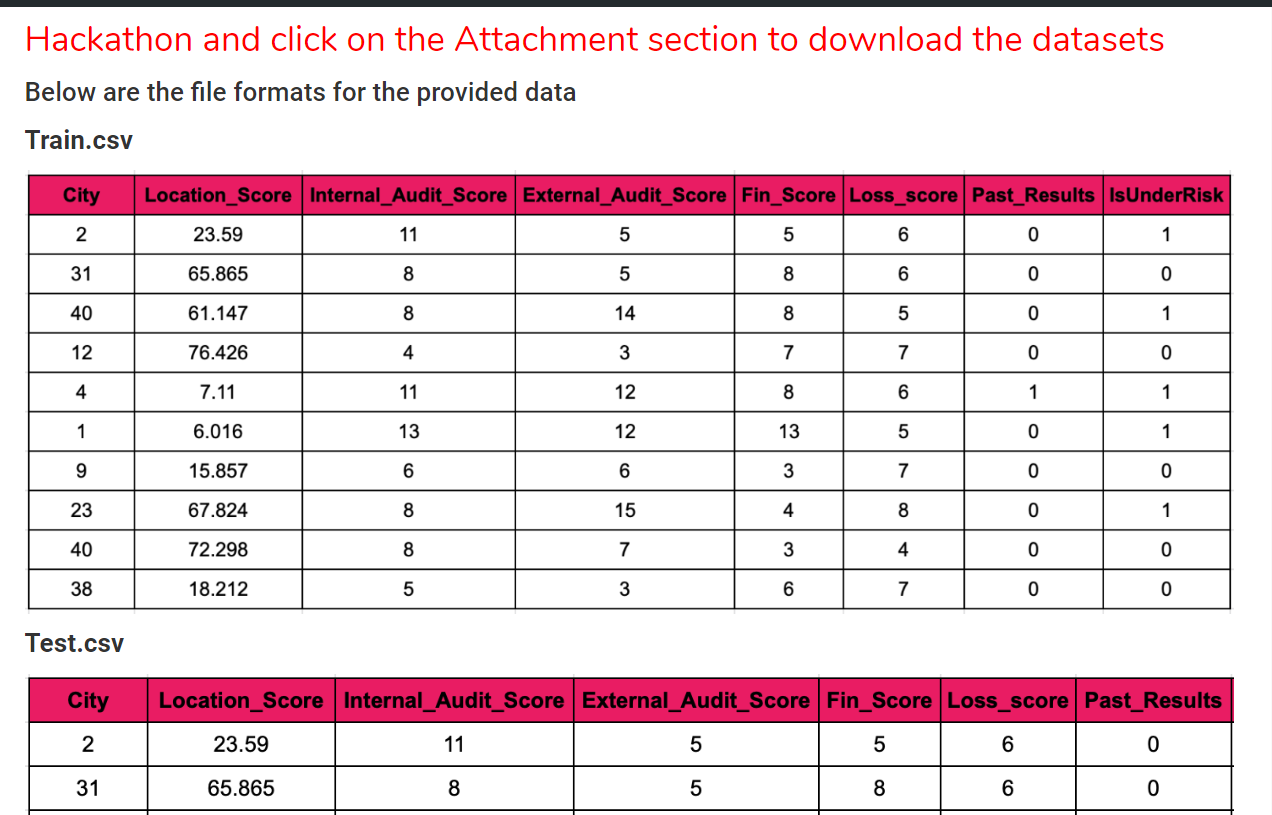 Hackathon and click on the Attachment section to download the datasets
Below are the file formats for the provided data
Train.csv
City Location_Score Internal_Audit_Score External_Audit_Score Fin_Score Loss_score Past_Results IsUnderRisk
2 23.59 11 5 5 6 0 1
31 65.865 8 5 8 6 0 0
40 61.147 8 14 8 5 0 1
12 76.426 4 3 7 7 0 0
4 7.11 11 12 8 6 1 1
1 6.016 13 12 13 5 0 1
9 15.857 6 6 3 7 0 0
23 67.824 8 15 4 8 0 1
40 72.298 8 7 3 4 0 0
38 18.212 5 3 6 7 0 0
Test.csv
City Location_Score Internal_Audit_Score External_Audit_Score Fin_Score Loss_score Past_Results
2 23.59 11 5 5 6 0
31 65.865 8 5 8 6 0